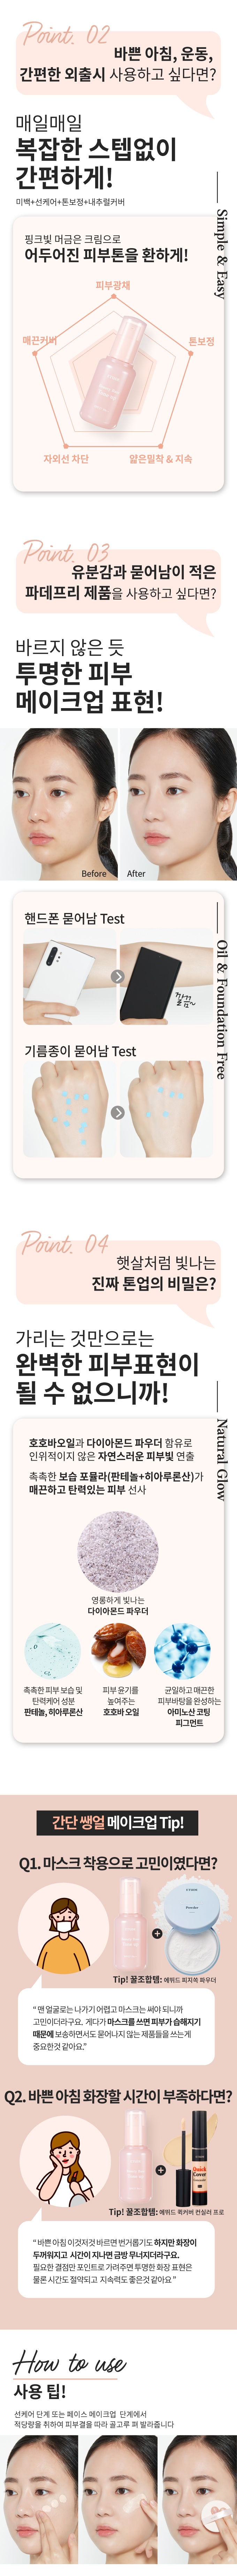 Point. 02
바쁜 아침, 운동,
간편한 외출시 사용하고 싶다면?
매일매일
복잡한 스텝없이
간편하게!
미백+선케어+톤보정+내추럴커버
Simple & Easy
핑크빛 머금은 크림으로
어두어진 피부톤을 환하게!
피부광채
매끈커버
톤보정
자외선 차단
얇은밀착 & 지속
Point. 03
유분감과 묻어남이 적은
파데프리 제품을 사용하고 싶다면?
바르지 않은 듯
투명한 피부
메이크업 표현!
Before
After
Oil & Foundation Free
핸드폰 묻어남 Test
기름종이 묻어남 Test
Point. 04
햇살처럼 빛나는
진짜 톤업의 비밀은?
가리는 것만으로는
완벽한 피부표현이
될 수 없으니까!
Natural Glow
호호바오일과 다이아몬드 파우더 함유로
인위적이지 않은 자연스러운 피부빛 연출
촉촉한 보습 포뮬라(판테놀+히아루론산)가
매끈하고 탄력있는 피부 선사
영롱하게 빛나는
다이아몬드 파우더
촉촉한 피부 보습 및
탄력케어 성분
판테놀, 히아루론산
피부 윤기를
높여주는
호호바 오일
균일하고 매끈한
피부바탕을 완성하는
아미노산 코팅
피그먼트
간단 쌩얼 메이크업 Tip!
Q1. 마스크 착용으로 고민이였다면?
Powder
Tip! 꿀조합템: 에뛰드 피지쏙 파우더
“ 맨 얼굴로는 나가기 어렵고 마스크는 써야 되니까
고민이더라구요. 게다가 마스크를 쓰면 피부가 습해지기
때문에 보송하면서도 묻어나지 않는 제품들을 쓰는게
중요한것 같아요.”
Q2. 바쁜 아침 화장할 시간이 부족하다면?
Quick
Cover
Tip! 꿀조합템: 에뛰드 퀵커버 컨실러 프로
“ 바쁜 아침 이것저것 바르면 번거롭기도 하지만 화장이
두꺼워지고 시간이 지나면 금방 무너지더라구요.
필요한 결점만 포인트로 가려주면 투명한 화장 표현은
물론 시간도 절약되고 지속력도 좋은것 같아요 ”
How to use
사용 팁!
선케어 단계 또는 페이스 메이크업 단계에서
적당량을 취하여 피부결을 따라 골고루 펴 발라줍니다